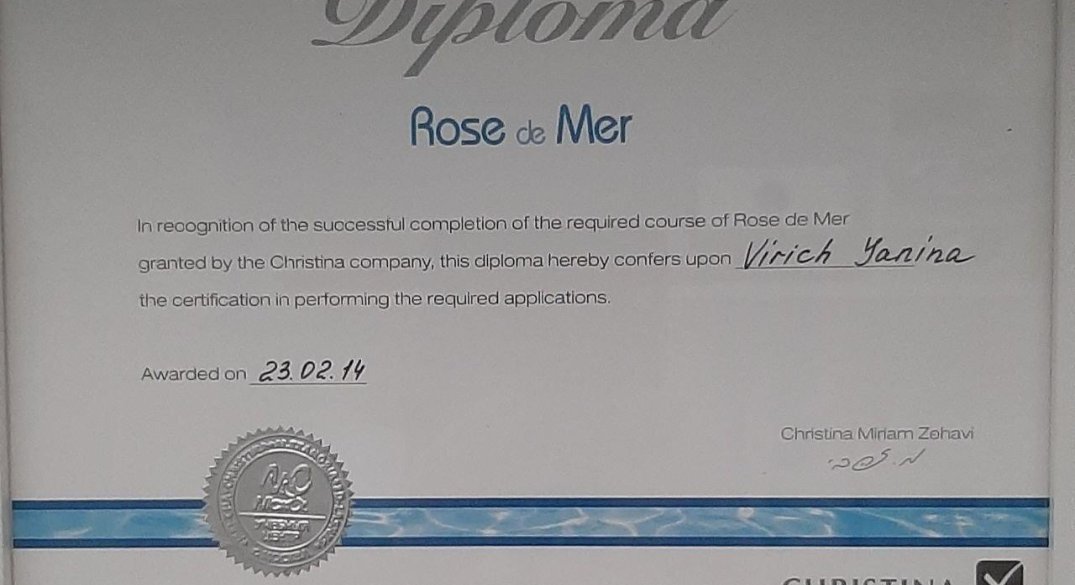 Diploma
Rose de Mer
In recognition of the successful completion of the required course of Rose de Mer
granted by the Christina company, this diploma hereby confers upon Virich Yanina
the certification in performing the required applications.
Awarded on 23.02.14
Christina Miriam Zehavi
CHRISTINA